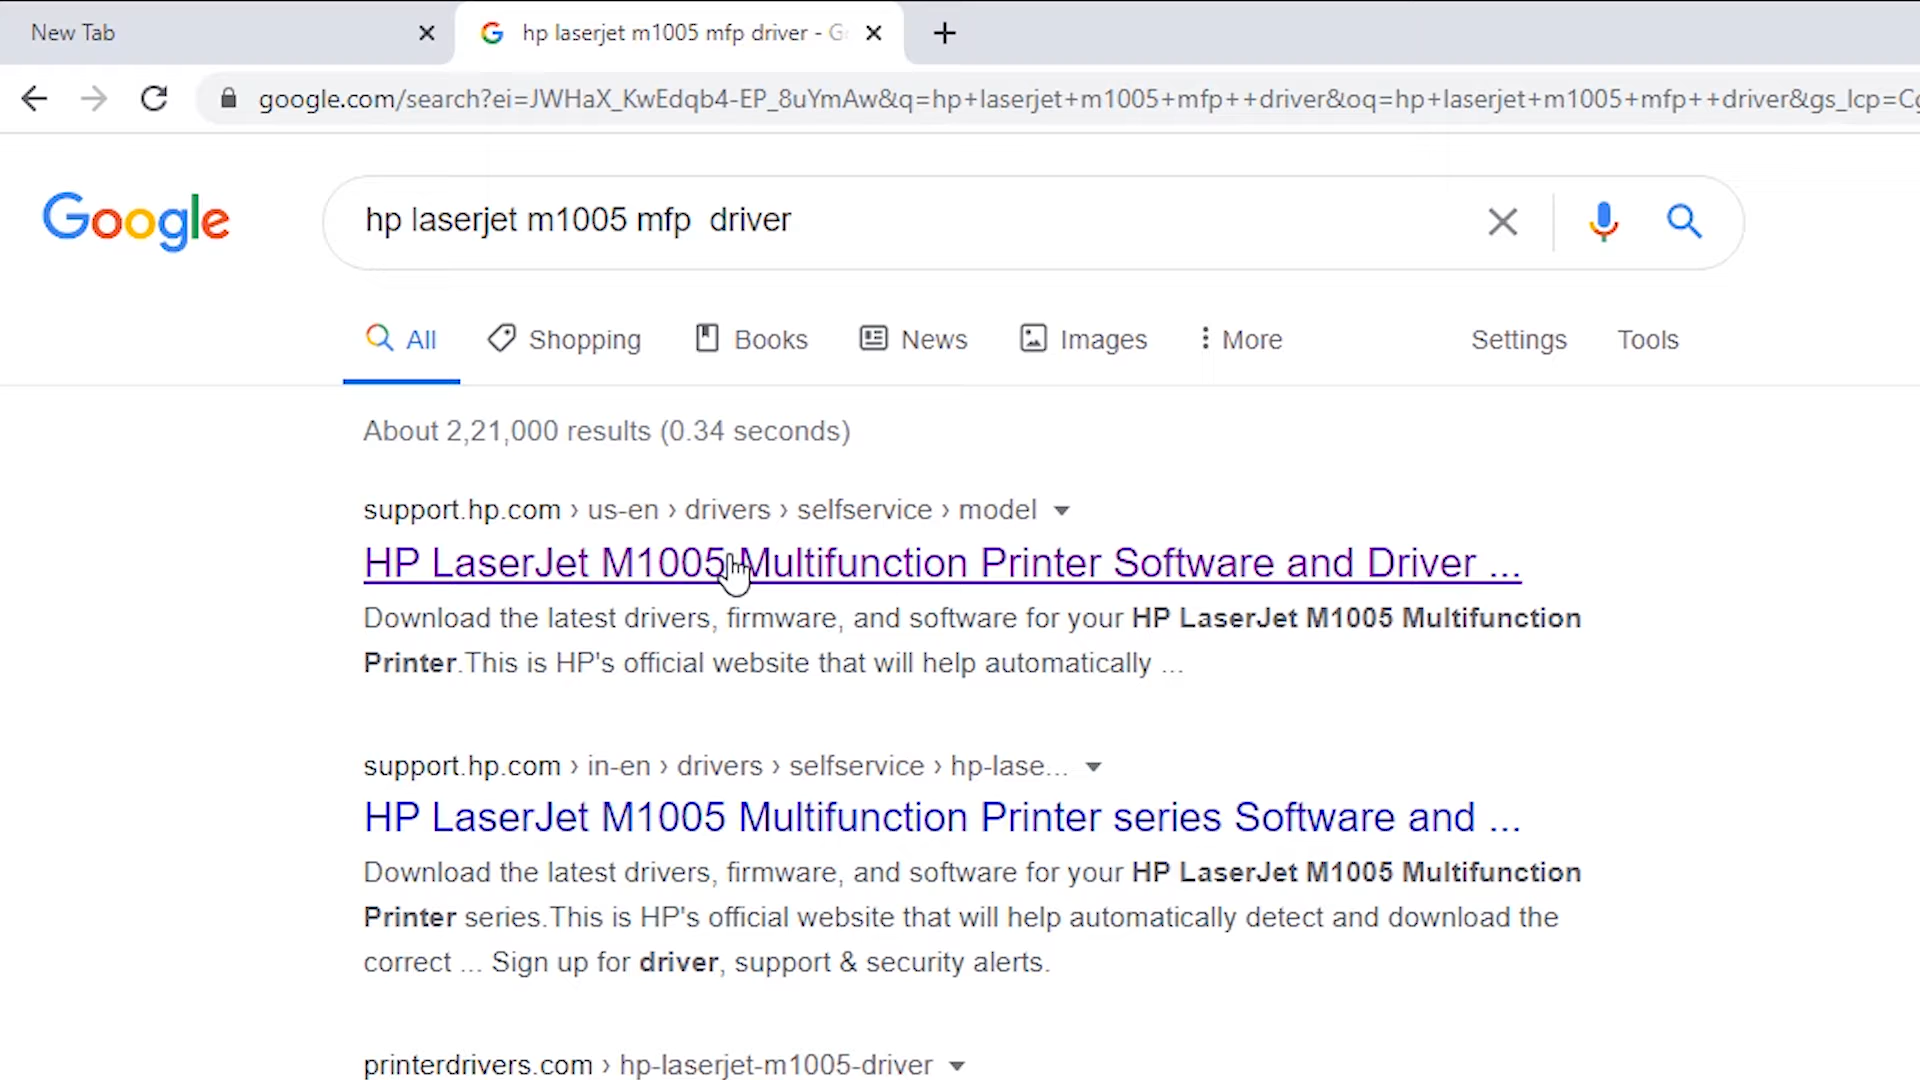 New Tab
hp laserjet m1005 mfp driver - G
google.com/search?ei=JWHaX_KwEdqb4-EP_8uYmAw&q=hp+laserjet+m1005+mfp++driver&oq=hp+laserjet+m1005+mfp++driver&gs_lcp=Cg
Google
hp laserjet m1005 mfp  driver
All Shopping Books News Images More Settings Tools
About 2,21,000 results (0.34 seconds)
support.hp.com › us-en › drivers › selfservice › model
HP LaserJet M1005 Multifunction Printer Software and Driver ...
Download the latest drivers, firmware, and software for your HP LaserJet M1005 Multifunction
Printer.This is HP's official website that will help automatically ...
support.hp.com › in-en › drivers › selfservice › hp-lase...
HP LaserJet M1005 Multifunction Printer series Software and ...
Download the latest drivers, firmware, and software for your HP LaserJet M1005 Multifunction
Printer series.This is HP's official website that will help automatically detect and download the
correct ... Sign up for driver, support & security alerts.
printerdrivers.com › hp-laserjet-m1005-driver